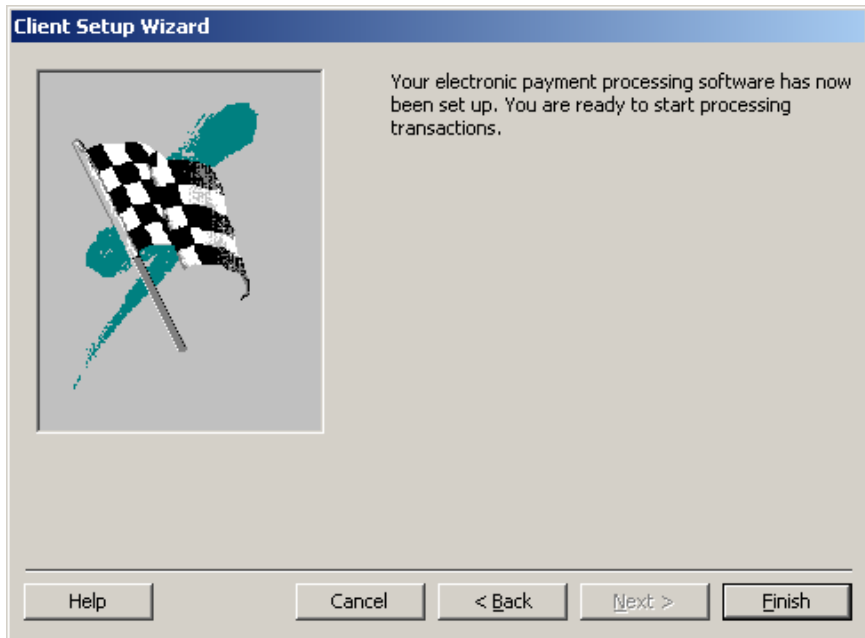 Client Setup Wizard
Your electronic payment processing software has now
been set up. You are ready to start processing
transactions.
Help
Cancel
< Back
Next >
Finish